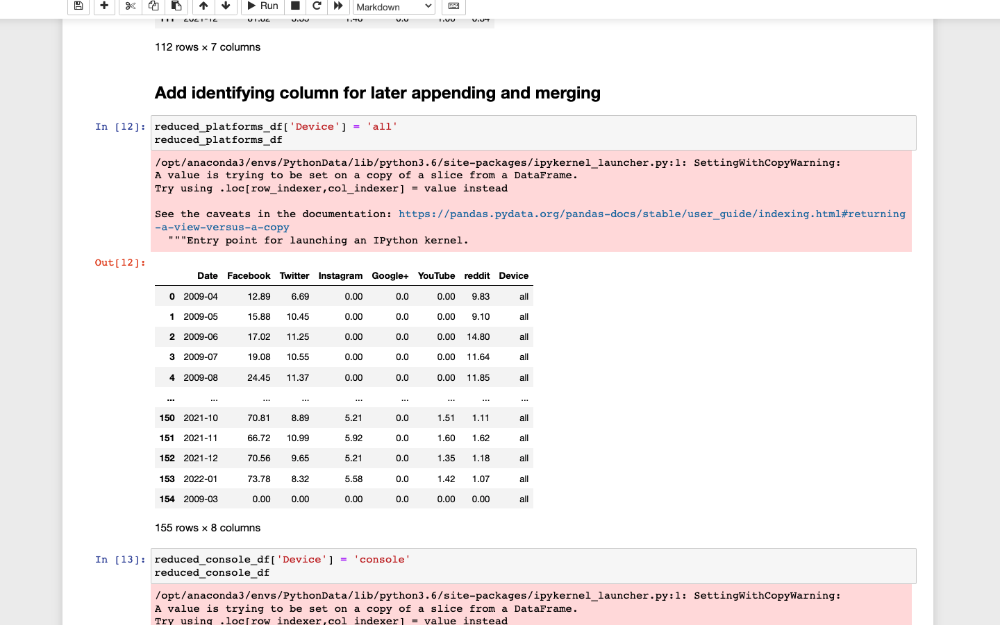 Run
Markdown
111 2021-12 81.82 3.35 1.48 0.0 1.06 0.54
112 rows × 7 columns
Add identifying column for later appending and merging
In [12]: reduced_platforms_df['Device'] = 'all'
reduced_platforms_df
/opt/anaconda3/envs/PythonData/lib/python3.6/site-packages/ipykernel_launcher.py:1: SettingWithCopyWarning:
A value is trying to be set on a copy of a slice from a DataFrame.
Try using .loc[row_indexer,col_indexer] = value instead
See the caveats in the documentation: https://pandas.pydata.org/pandas-docs/stable/user_guide/indexing.html#returning
-a-view-versus-a-copy
"""Entry point for launching an IPython kernel.
Out[12]:
Date Facebook Twitter Instagram Google+ YouTube reddit Device
0 2009-04 12.89 6.69 0.00 0.0 0.00 9.83 all
1 2009-05 15.88 10.45 0.00 0.0 0.00 9.10 all
2 2009-06 17.02 11.25 0.00 0.0 0.00 14.80 all
3 2009-07 19.08 10.55 0.00 0.0 0.00 11.64 all
4 2009-08 24.45 11.37 0.00 0.0 0.00 11.85 all
... ... ... ... ... ... ... ... ...
150 2021-10 70.81 8.89 5.21 0.0 1.51 1.11 all
151 2021-11 66.72 10.99 5.92 0.0 1.60 1.62 all
152 2021-12 70.56 9.65 5.21 0.0 1.35 1.18 all
153 2022-01 73.78 8.32 5.58 0.0 1.42 1.07 all
154 2009-03 0.00 0.00 0.00 0.0 0.00 0.00 all
155 rows × 8 columns
In [13]: reduced_console_df['Device'] = 'console'
reduced_console_df
/opt/anaconda3/envs/PythonData/lib/python3.6/site-packages/ipykernel_launcher.py:1: SettingWithCopyWarning:
A value is trying to be set on a copy of a slice from a DataFrame.
Try using .loc[row_indexer,col_indexer] = value instead